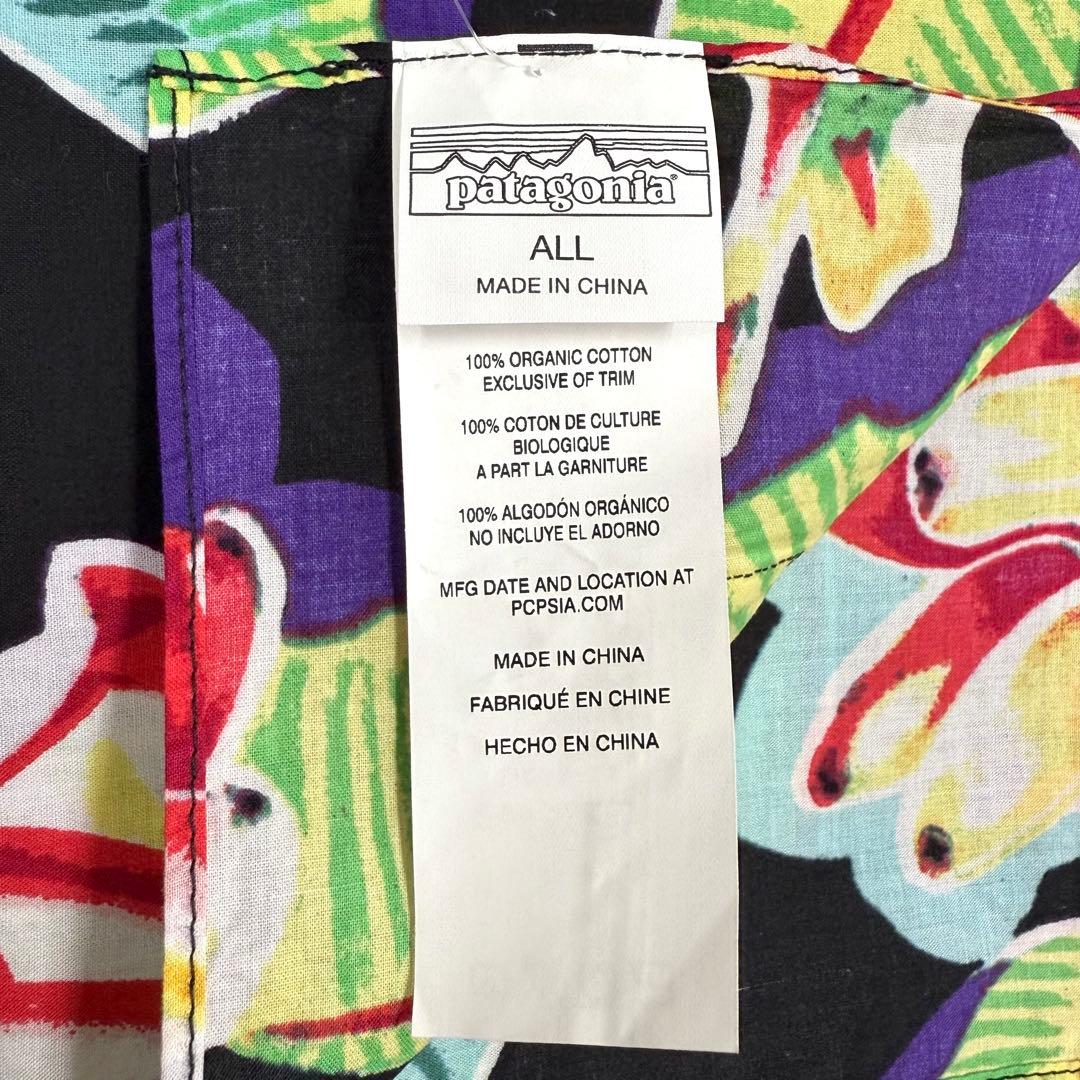 patagonia®
ALL
MADE IN CHINA
100% ORGANIC COTTON
EXCLUSIVE OF TRIM
100% COTON DE CULTURE
BIOLOGIQUE
A PART LA GARNITURE
100% ALGODÓN ORGÁNICO
NO INCLUYE EL ADORNO
MFG DATE AND LOCATION AT
PCPSIA.COM
MADE IN CHINA
FABRIQUÉ EN CHINE
HECHO EN CHINA